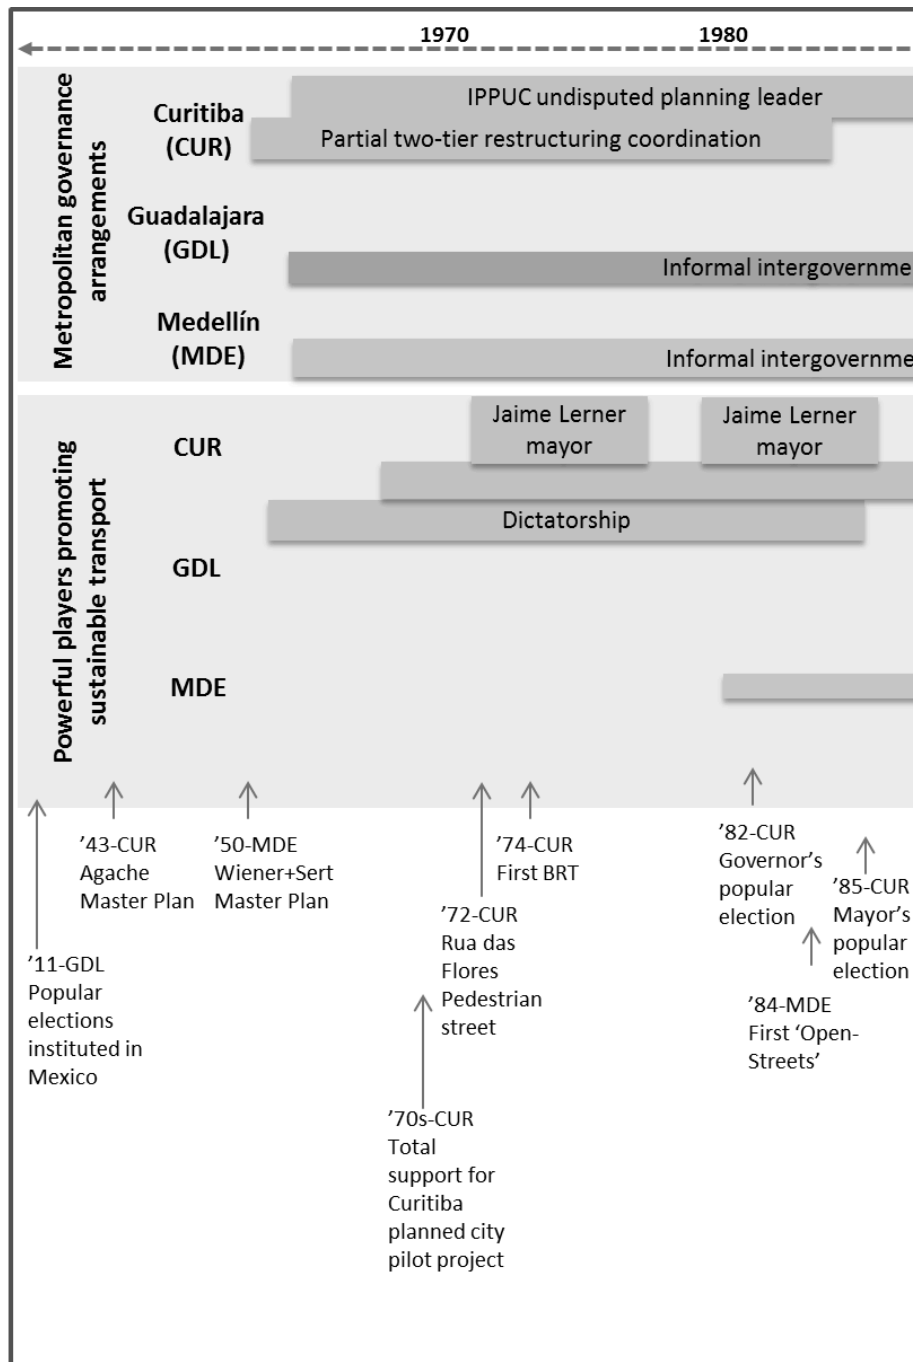 1970
1980
Metropolitan governance
arrangements
Curitiba
(CUR)
IPPUC undisputed planning leader
Partial two-tier restructuring coordination
Guadalajara
(GDL)
Informal intergovernme
Medellín
(MDE)
Informal intergovernme
Powerful players promoting
sustainable transport
CUR
Jaime Lerner
mayor
Jaime Lerner
mayor
Dictatorship
GDL
MDE
’11-GDL
Popular
elections
instituted in
Mexico
’43-CUR
Agache
Master Plan
’50-MDE
Wiener+Sert
Master Plan
’70s-CUR
Total
support for
Curitiba
planned city
pilot project
’72-CUR
Rua das
Flores
Pedestrian
street
’74-CUR
First BRT
’82-CUR
Governor’s
popular
election
’84-MDE
First ‘Open-
Streets’
’85-CUR
Mayor’s
popular
election